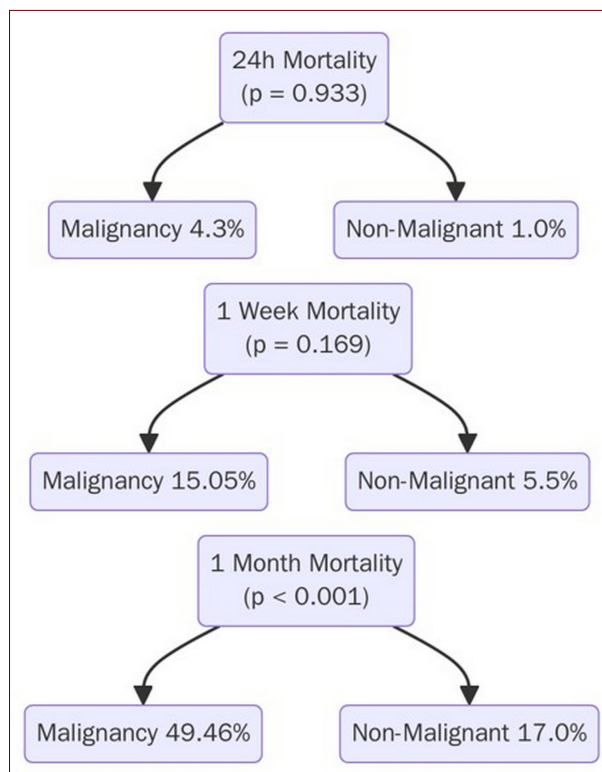 24h Mortality
(p = 0.933)
Malignancy 4.3%
Non-Malignant 1.0%
1 Week Mortality
(p = 0.169)
Malignancy 15.05%
Non-Malignant 5.5%
1 Month Mortality
(p < 0.001)
Malignancy 49.46%
Non-Malignant 17.0%